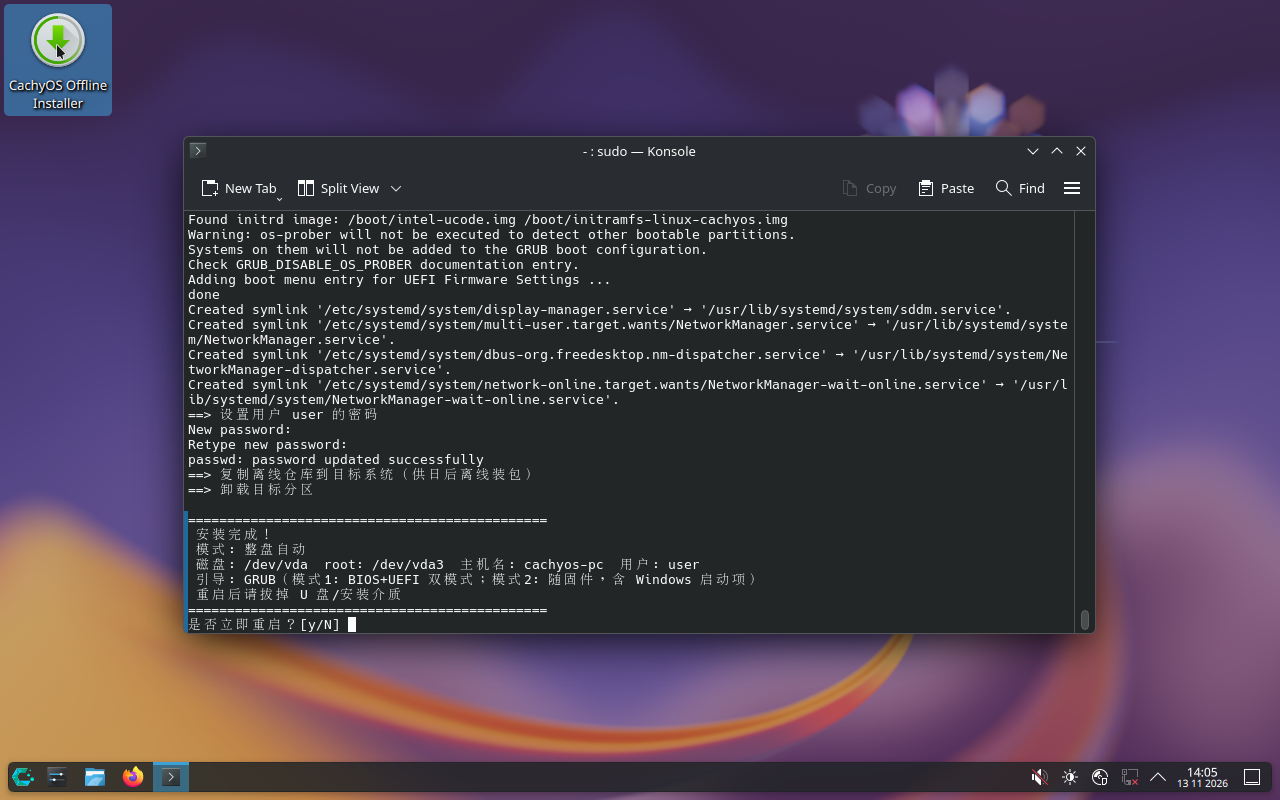 CachyOS Offline
Installer
- : sudo — Konsole
New Tab
Split View
Copy
Paste
Find
Found initrd image: /boot/intel-ucode.img /boot/initramfs-linux-cachyos.img
Warning: os-prober will not be executed to detect other bootable partitions.
Systems on them will not be added to the GRUB boot configuration.
Check GRUB_DISABLE_OS_PROBER documentation entry.
Adding boot menu entry for UEFI Firmware Settings ...
done
Created symlink '/etc/systemd/system/display-manager.service' → '/usr/lib/systemd/system/sddm.service'.
Created symlink '/etc/systemd/system/multi-user.target.wants/NetworkManager.service' → '/usr/lib/systemd/syste
m/NetworkManager.service'.
Created symlink '/etc/systemd/system/dbus-org.freedesktop.nm-dispatcher.service' → '/usr/lib/systemd/system/Ne
tworkManager-dispatcher.service'.
Created symlink '/etc/systemd/system/network-online.target.wants/NetworkManager-wait-online.service' → '/usr/l
ib/systemd/system/NetworkManager-wait-online.service'.
==> 设置用户 user 的密码
New password:
Retype new password:
passwd: password updated successfully
==> 复制离线仓库到目标系统（供日后离线装包）
==> 卸载目标分区
=============================================
安装完成！
模式: 整盘自动
磁盘: /dev/vda  root: /dev/vda3  主机名: cachyos-pc  用户: user
引导: GRUB（模式1: BIOS+UEFI 双模式；模式2: 随固件，含 Windows 启动项）
重启后请拔掉 U 盘/安装介质
=============================================
是否立即重启？[y/N]
14:05
13 11 2026